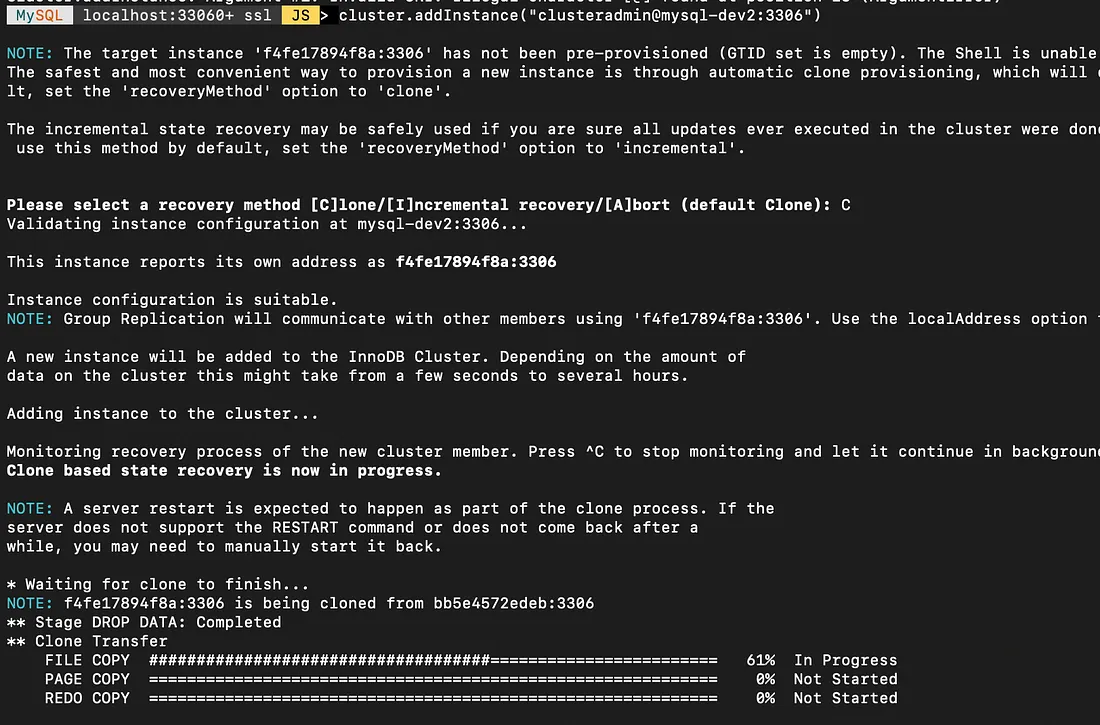 MySQL localhost:33060+ ssl JS > cluster.addInstance("clusteradmin@mysql-dev2:3306")
NOTE: The target instance 'f4fe17894f8a:3306' has not been pre-provisioned (GTID set is empty). The Shell is unable
The safest and most convenient way to provision a new instance is through automatic clone provisioning, which will
lt, set the 'recoveryMethod' option to 'clone'.
The incremental state recovery may be safely used if you are sure all updates ever executed in the cluster were
use this method by default, set the 'recoveryMethod' option to 'incremental'.
Please select a recovery method [C]lone/[I]ncremental recovery/[A]bort (default Clone): C
Validating instance configuration at mysql-dev2:3306...
This instance reports its own address as f4fe17894f8a:3306
Instance configuration is suitable.
NOTE: Group Replication will communicate with other members using 'f4fe17894f8a:3306'. Use the localAddress option
A new instance will be added to the InnoDB Cluster. Depending on the amount of
data on the cluster this might take from a few seconds to several hours.
Adding instance to the cluster...
Monitoring recovery process of the new cluster member. Press ^C to stop monitoring and let it continue in
Clone based state recovery is now in progress.
NOTE: A server restart is expected to happen as part of the clone process. If the
server does not support the RESTART command or does not come back after a
while, you may need to manually start it back.
* Waiting for clone to finish...
NOTE: f4fe17894f8a:3306 is being cloned from bb5e4572edeb:3306
** Stage DROP DATA: Completed
** Clone Transfer
FILE COPY ####################################======================== 61% In Progress
PAGE COPY ============================================================ 0% Not Started
REDO COPY ============================================================ 0% Not Started